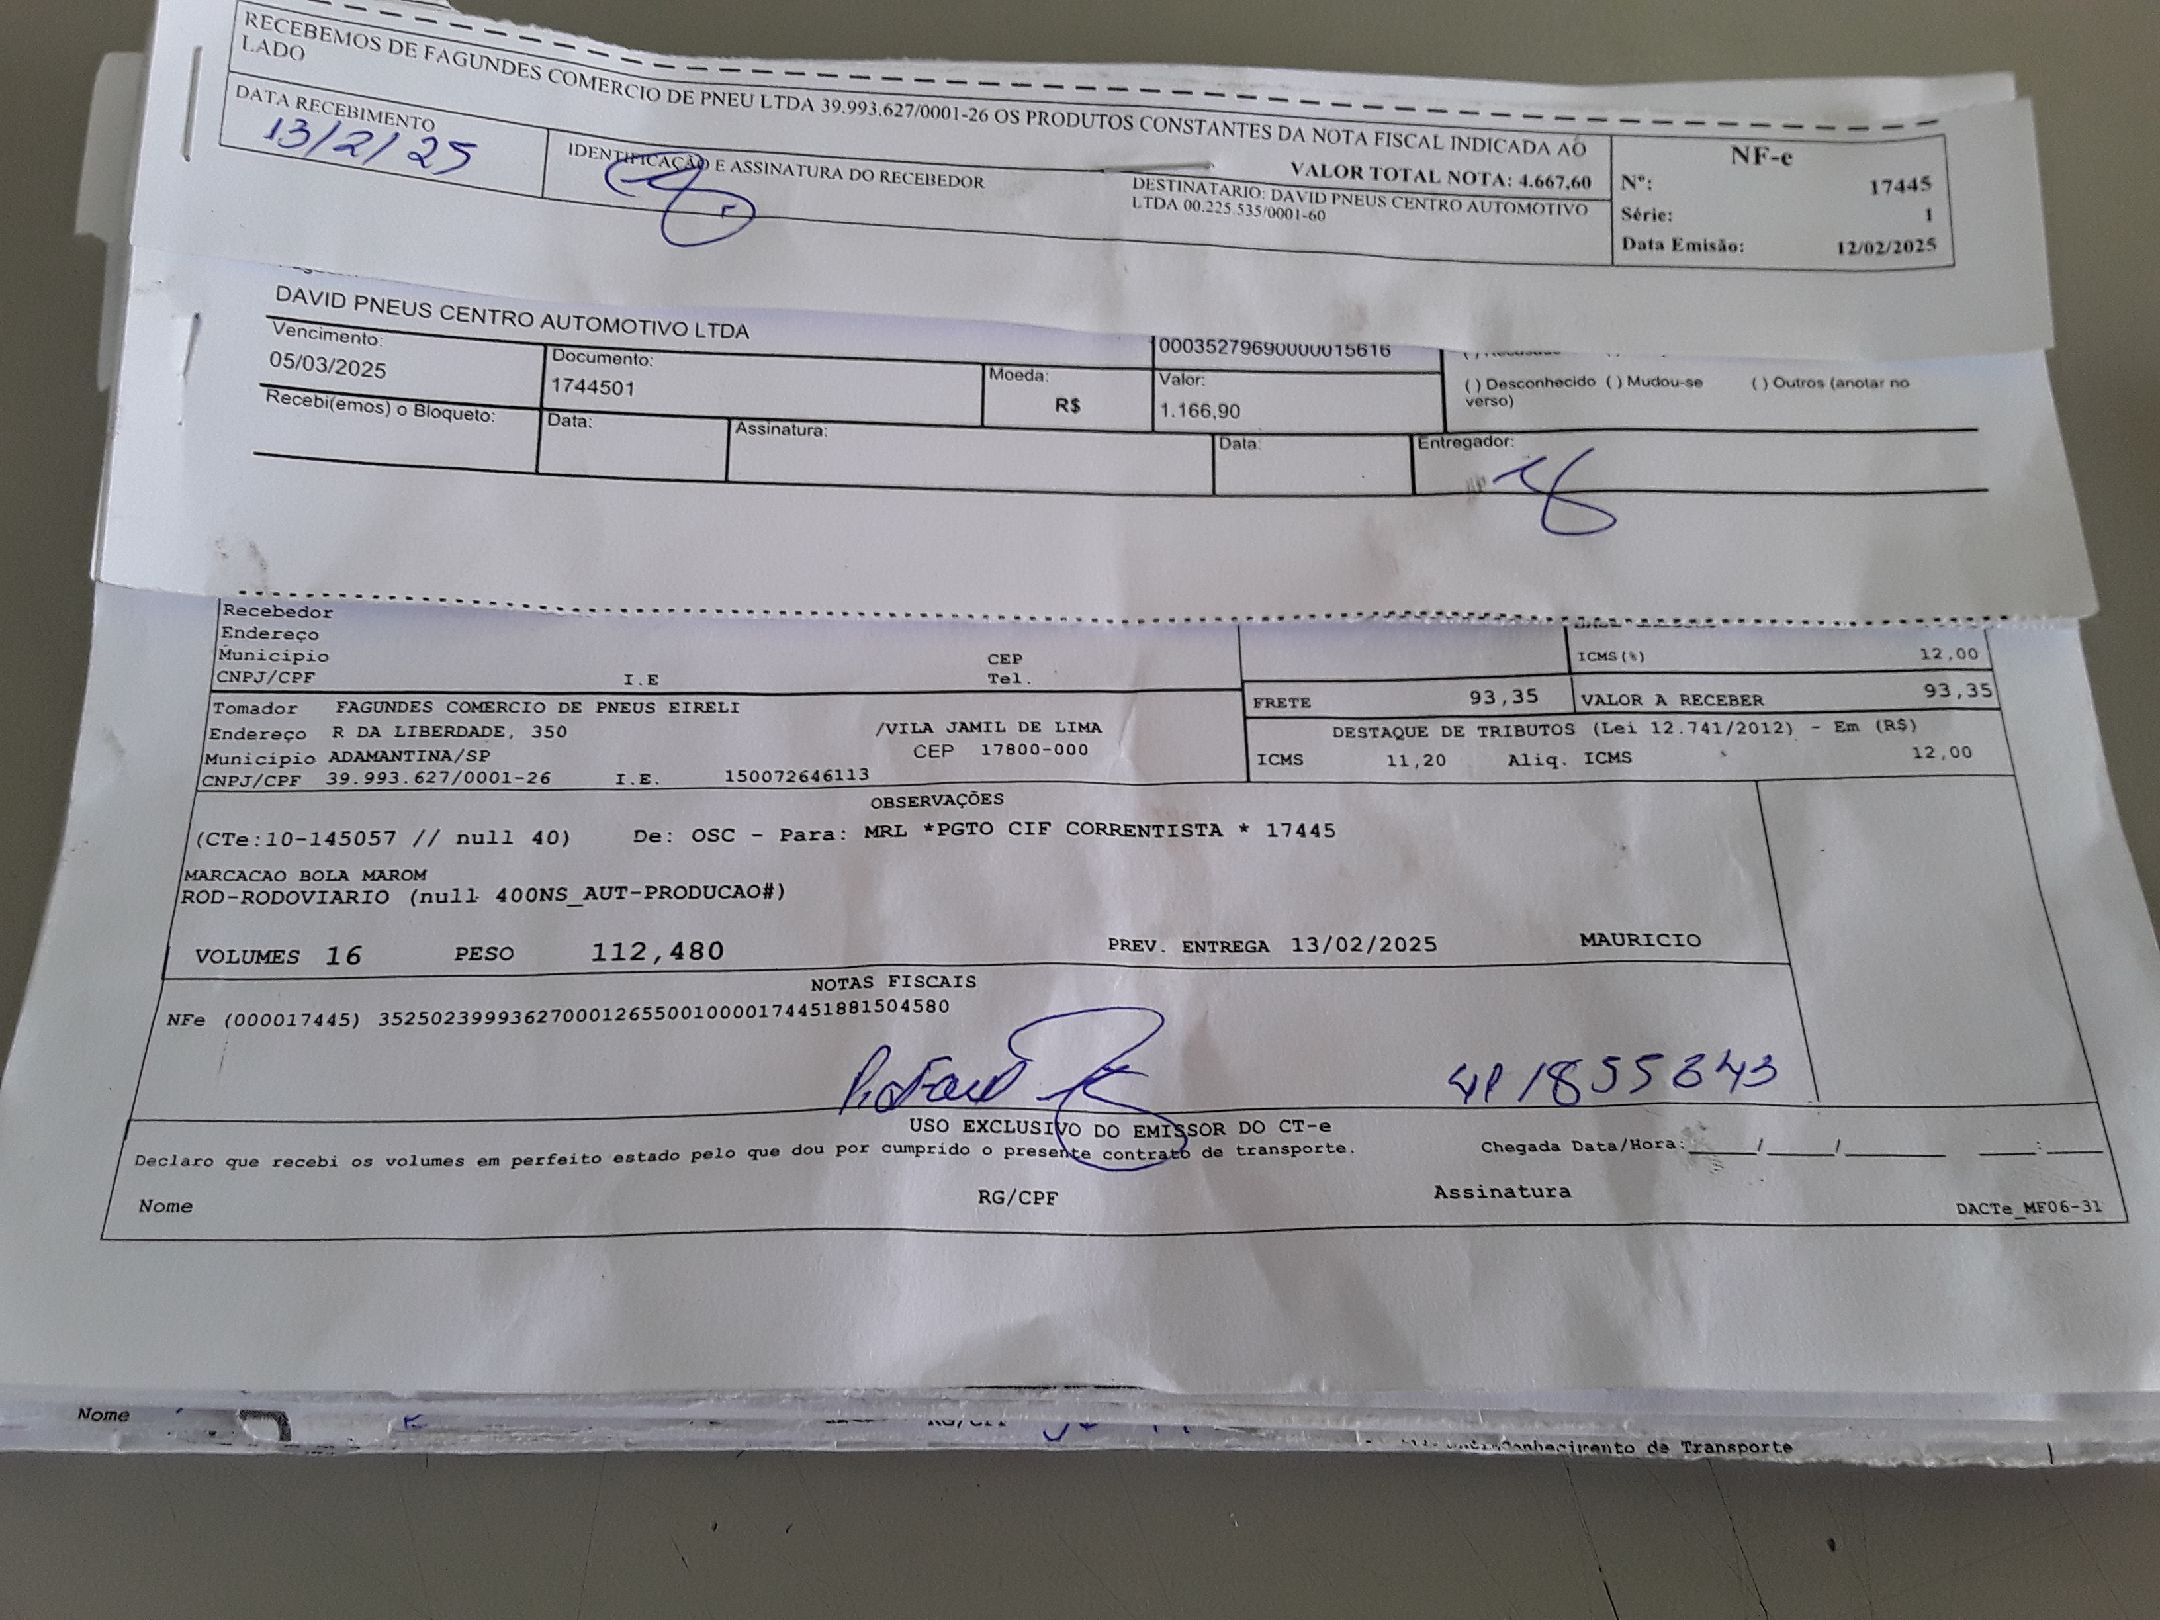 RECEBEMOS DE FAGUNDES COMERCIO DE PNEU LTDA 39.993.627/0001-26 OS PRODUTOS CONSTANTES DA NOTA FISCAL INDICADA AO
LADO
VALOR TOTAL NOTA: 4.667,60
DATA RECEBIMENTO
13/2/25
IDENTIFICAÇÃO E ASSINATURA DO RECEBEDOR
DESTINATARIO: DAVID PNEUS CENTRO AUTOMOTIVO
LTDA 00.225.535/0001-60
NF-e
Nº: 17445
Série: 1
Data Emissão: 12/02/2025
DAVID PNEUS CENTRO AUTOMOTIVO LTDA
00035279690000015616
Vencimento:
05/03/2025
Documento:
1744501
Moeda:
R$
Valor:
1.166,90
( ) Desconhecido ( ) Mudou-se ( ) Outros (anotar no
verso)
Recebi(emos) o Bloqueto:
Data:
Assinatura:
Data:
Entregador:
Recebedor
Endereço
Municipio CEP
CNPJ/CPF I.E Tel.
ICMS(%) 12,00
FRETE 93,35 VALOR A RECEBER 93,35
Tomador FAGUNDES COMERCIO DE PNEUS EIRELI
Endereço R DA LIBERDADE, 350 /VILA JAMIL DE LIMA
Municipio ADAMANTINA/SP CEP 17800-000
CNPJ/CPF 39.993.627/0001-26 I.E. 150072646113
DESTAQUE DE TRIBUTOS (Lei 12.741/2012) - Em (R$)
ICMS 11,20 Aliq. ICMS 12,00
OBSERVAÇÕES
(CTe:10-145057 // null 40) De: OSC - Para: MRL *PGTO CIF CORRENTISTA * 17445
MARCACAO BOLA MAROM
ROD-RODOVIARIO (null 400NS_AUT-PRODUCAO#)
VOLUMES 16 PESO 112,480 PREV. ENTREGA 13/02/2025 MAURICIO
NOTAS FISCAIS
NFe (000017445) 35250239993627000126550010000174451881504580
USO EXCLUSIVO DO EMISSOR DO CT-e
Declaro que recebi os volumes em perfeito estado pelo que dou por cumprido o presente contrato de transporte.
Chegada Data/Hora:____/____/______ ____:____
Nome RG/CPF Assinatura
DACTe_MF06-31
Nome
RG/CPF
Conhecimento de Transporte